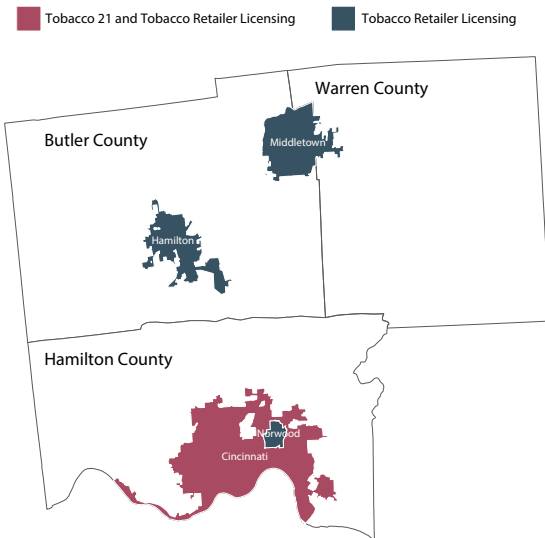 Tobacco 21 and Tobacco Retailer Licensing
Tobacco Retailer Licensing
Warren County
Butler County
Middletown
Hamilton
Hamilton County
Norwood
Cincinnati